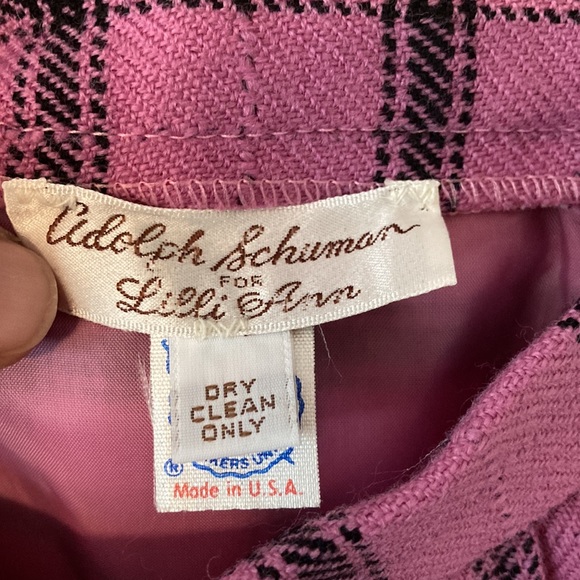 Adolph Schuman
FOR
Lilli Ann
DRY
CLEAN
ONLY
®
Made in U.S.A.